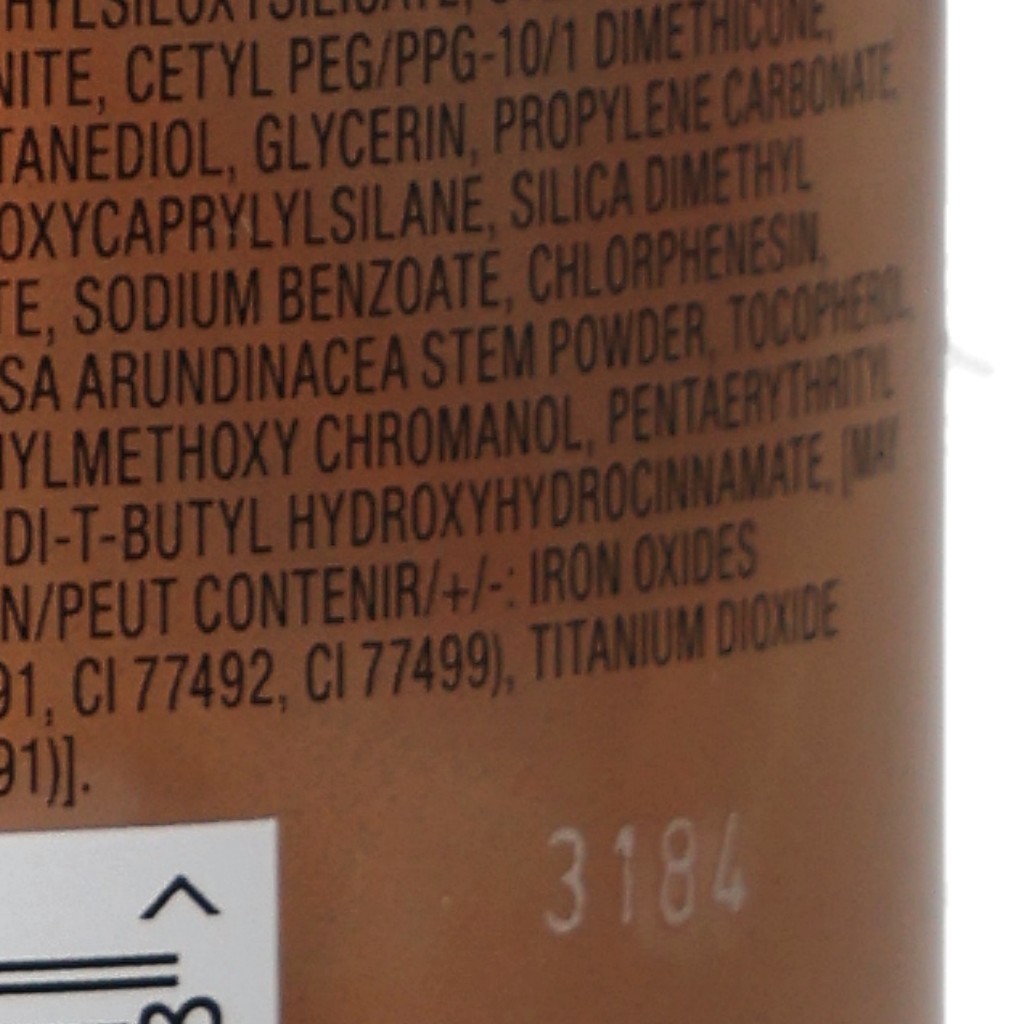 HYLSILOXYSILICATE,
NITE, CETYL PEG/PPG-10/1 DIMETHICONE,
TANEDIOL, GLYCERIN, PROPYLENE CARBONATE,
OXYCAPRYLYLSILANE, SILICA DIMETHYL
TE, SODIUM BENZOATE, CHLORPHENESIN,
SA ARUNDINACEA STEM POWDER, TOCOPHEROL,
HYLMETHOXY CHROMANOL, PENTAERYTHRITYL
DI-T-BUTYL HYDROXYHYDROCINNAMATE, [MAY
N/PEUT CONTENIR/+/-: IRON OXIDES
91, CI 77492, CI 77499), TITANIUM DIOXIDE
91)].
3184